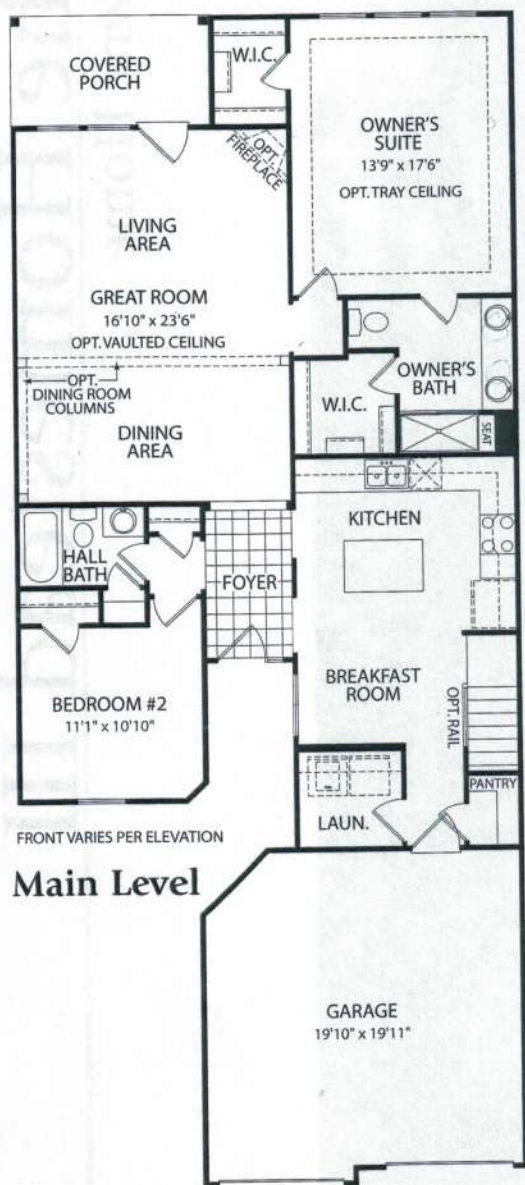 COVERED
PORCH
W.I.C.
OPT.
FIREPLACE
OWNER'S
SUITE
13'9" x 17'6"
OPT. TRAY CEILING
LIVING
AREA
GREAT ROOM
16'10" x 23'6"
OPT. VAULTED CEILING
OPT.
DINING ROOM
COLUMNS
DINING
AREA
W.I.C.
OWNER'S
BATH
SEAT
KITCHEN
HALL
BATH
FOYER
BREAKFAST
ROOM
OPT. RAIL
BEDROOM #2
11'1" x 10'10"
PANTRY
LAUN.
FRONT VARIES PER ELEVATION
Main Level
GARAGE
19'10" x 19'11"